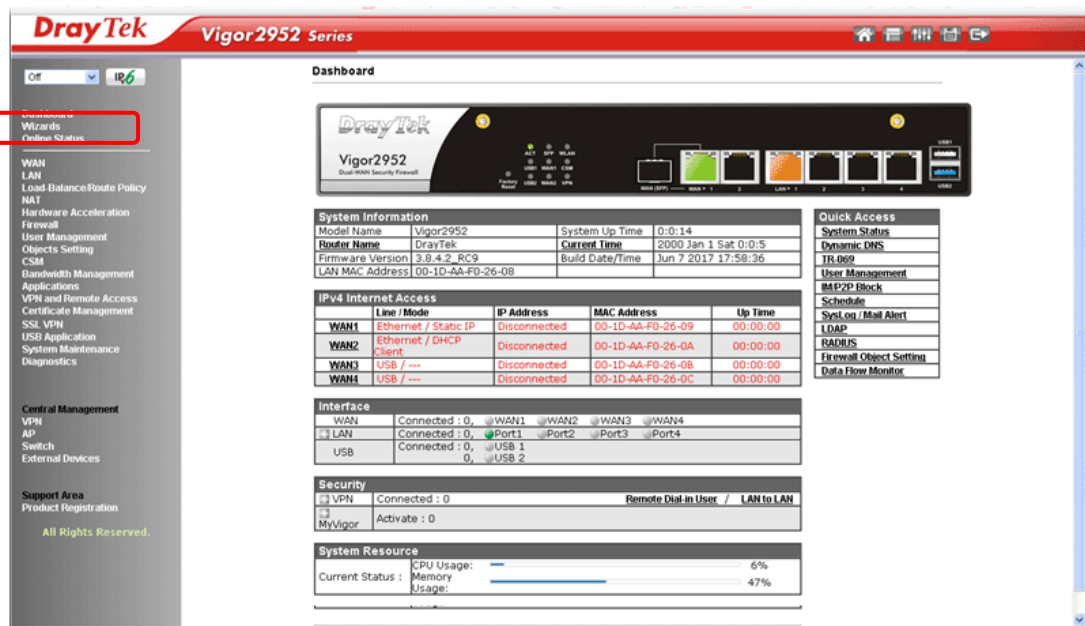 DrayTek
Vigor2952 Series
Off
IPv6
Dashboard
Wizards
Online Status
WAN
LAN
Load-Balance/Route Policy
NAT
Hardware Acceleration
Firewall
User Management
Objects Setting
CSM
Bandwidth Management
Applications
VPN and Remote Access
Certificate Management
SSL VPN
USB Application
System Maintenance
Diagnostics
Central Management
VPN
AP
Switch
External Devices
Support Area
Product Registration
All Rights Reserved.
Dashboard
DrayTek
Vigor2952
Dual-WAN Security Firewall
ACT SFP WLAN
USB1 WAN1 CSM
Factory Reset USB2 WAN2 VPN
WAN (SFP) WAN 1 2 LAN 1 2 3 4
USB1
USB2
System Information
Model Name Vigor2952 System Up Time 0:0:14
Router Name DrayTek Current Time 2000 Jan 1 Sat 0:0:5
Firmware Version 3.8.4.2_RC9 Build Date/Time Jun 7 2017 17:58:36
LAN MAC Address 00-1D-AA-F0-26-08
IPv4 Internet Access
Line / Mode IP Address MAC Address Up Time
WAN1 Ethernet / Static IP Disconnected 00-1D-AA-F0-26-09 00:00:00
WAN2 Ethernet / DHCP Client Disconnected 00-1D-AA-F0-26-0A 00:00:00
WAN3 USB / --- Disconnected 00-1D-AA-F0-26-0B 00:00:00
WAN4 USB / --- Disconnected 00-1D-AA-F0-26-0C 00:00:00
Interface
WAN Connected : 0, WAN1 WAN2 WAN3 WAN4
LAN Connected : 0, Port1 Port2 Port3 Port4
USB Connected : 0, USB 1
0, USB 2
Security
VPN Connected : 0 Remote Dial-in User / LAN to LAN
MyVigor Activate : 0
System Resource
Current Status : CPU Usage: 6%
Memory Usage: 47%
Quick Access
System Status
Dynamic DNS
TR-069
User Management
IM/P2P Block
Schedule
SysLog / Mail Alert
LDAP
RADIUS
Firewall Object Setting
Data Flow Monitor